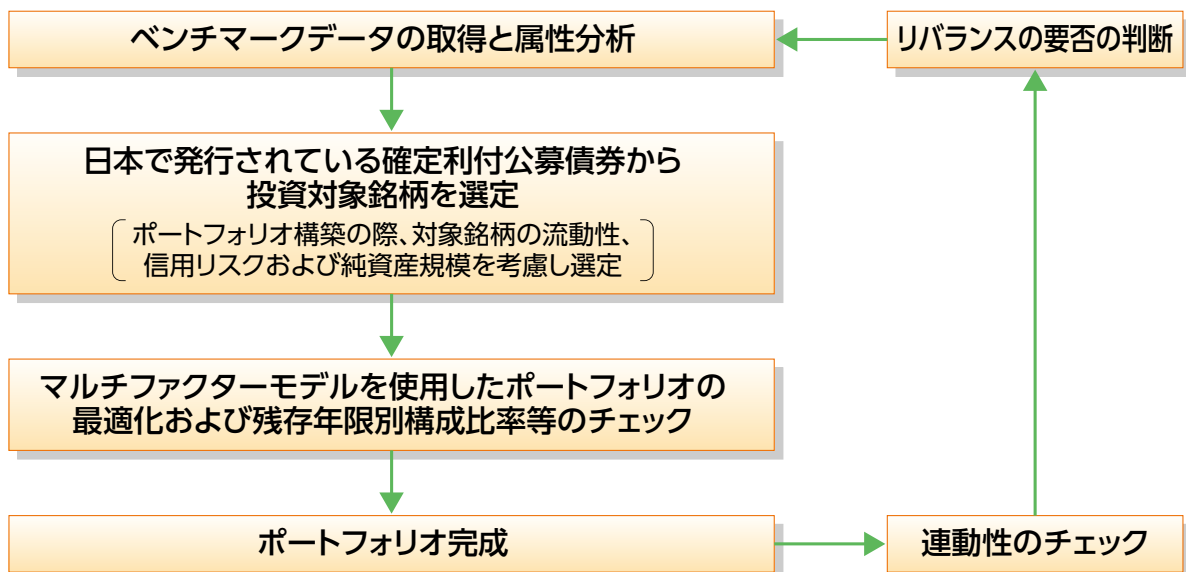 ベンチマークデータの取得と属性分析
リバランスの要否の判断
日本で発行されている確定利付公募債券から
投資対象銘柄を選定
ポートフォリオ構築の際、対象銘柄の流動性、
信用リスクおよび純資産規模を考慮し選定
マルチファクターモデルを使用したポートフォリオの
最適化および残存年限別構成比率等のチェック
ポートフォリオ完成
連動性のチェック